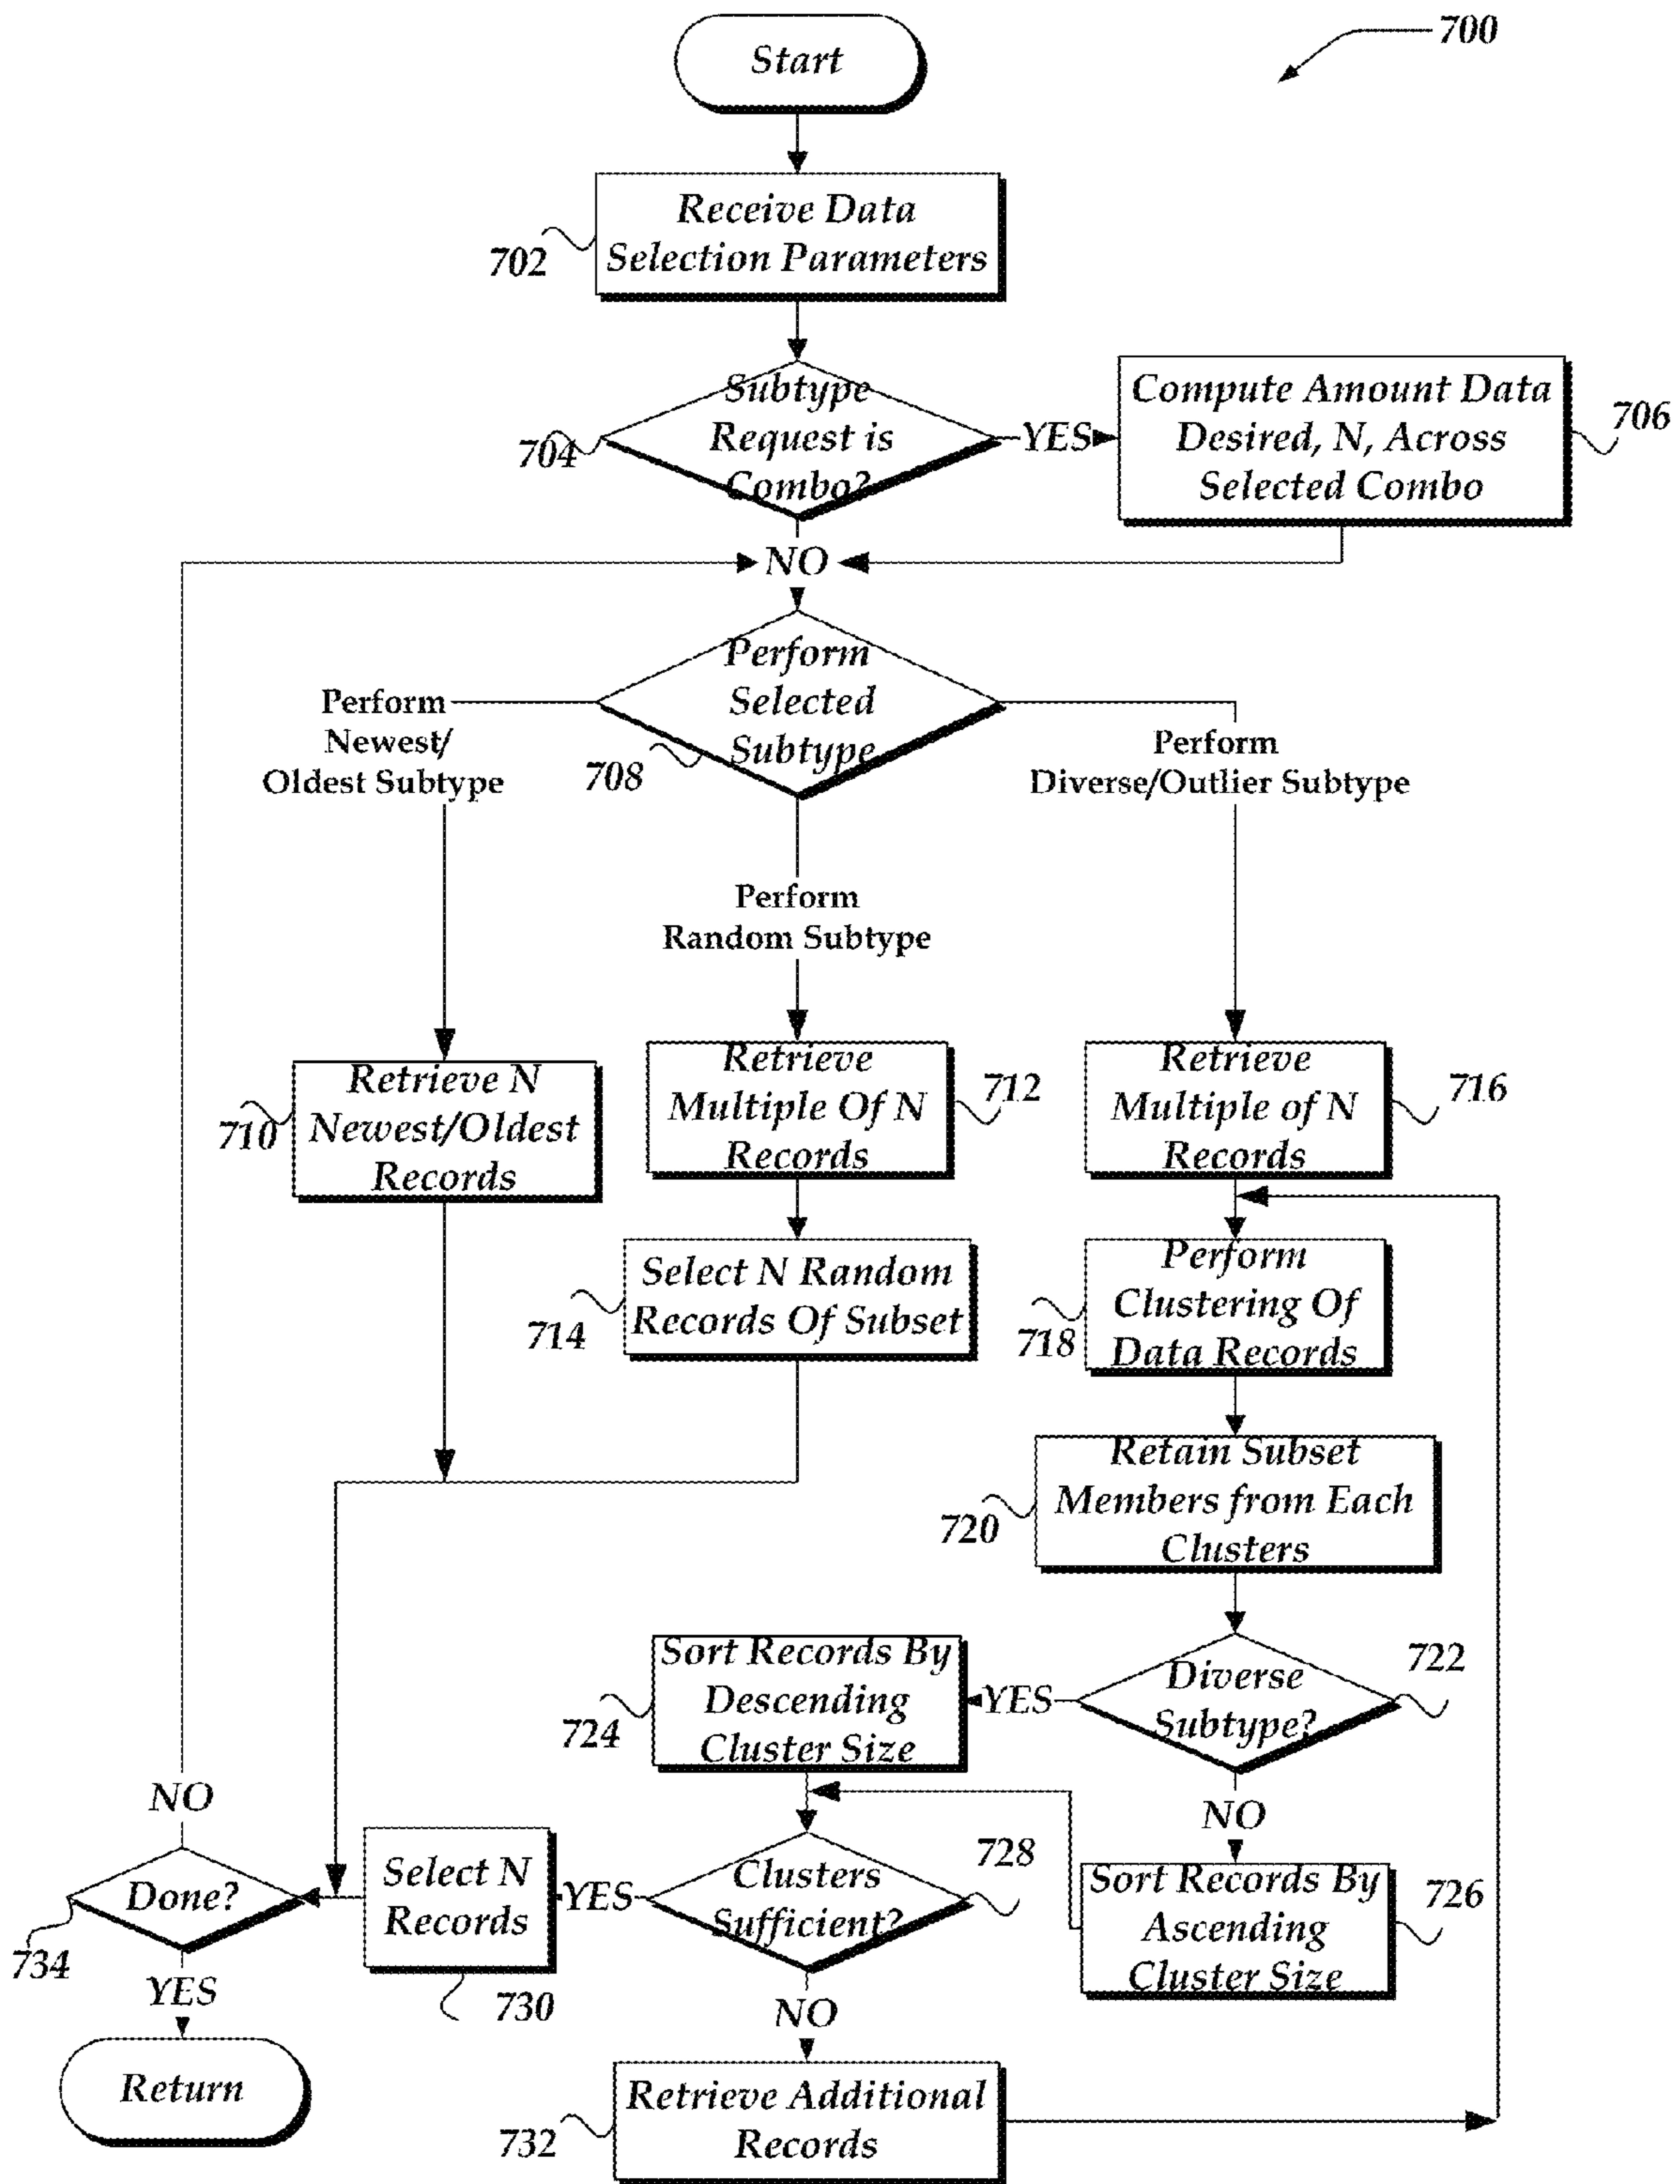 Start
700
Receive Data
Selection Parameters
702
Subtype
Request is
Combo?
704
YES
Compute Amount Data
Desired, N, Across
Selected Combo
706
NO
Perform
Selected
Subtype
708
Perform
Newest/
Oldest Subtype
Perform
Diverse/Outlier Subtype
Perform
Random Subtype
Retrieve N
Newest/Oldest
Records
710
Retrieve
Multiple Of N
Records
712
Retrieve
Multiple of N
Records
716
Select N Random
Records Of Subset
714
Perform
Clustering Of
Data Records
718
Retain Subset
Members from Each
Clusters
720
Diverse
Subtype?
722
YES
Sort Records By
Descending
Cluster Size
724
NO
Sort Records By
Ascending
Cluster Size
726
Clusters
Sufficient?
728
YES
Select N
Records
730
NO
Done?
734
YES
Return
NO
Retrieve Additional
Records
732